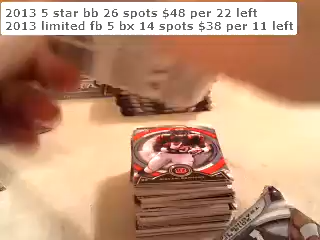 2013 5 star bb 26 spots $48 per 22 left
2013 limited fb 5 bx 14 spots $38 per 11 left